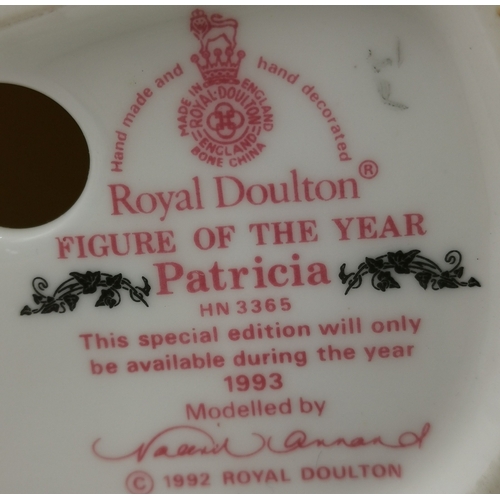 Hand made and hand decorated
MADE IN ENGLAND
ROYAL·DOULTON
ENGLAND
BONE CHINA
Royal Doulton®
FIGURE OF THE YEAR
Patricia
HN 3365
This special edition will only
be available during the year
1993
Modelled by
Valerie Annand
© 1992 ROYAL DOULTON